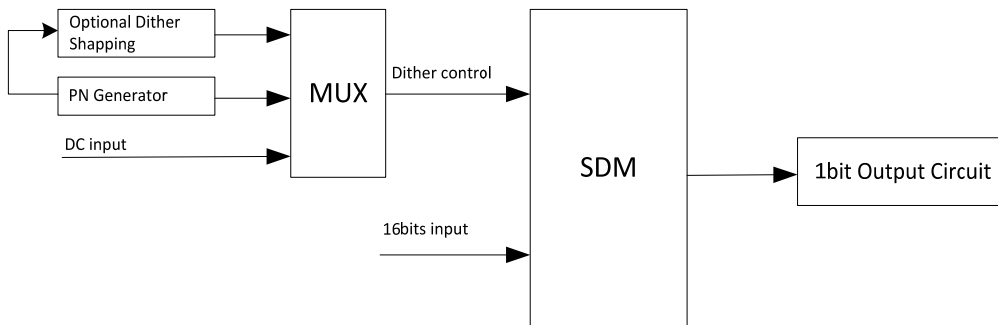 Optional Dither
Shapping
PN Generator
DC input
MUX
Dither control
16bits input
SDM
1bit Output Circuit